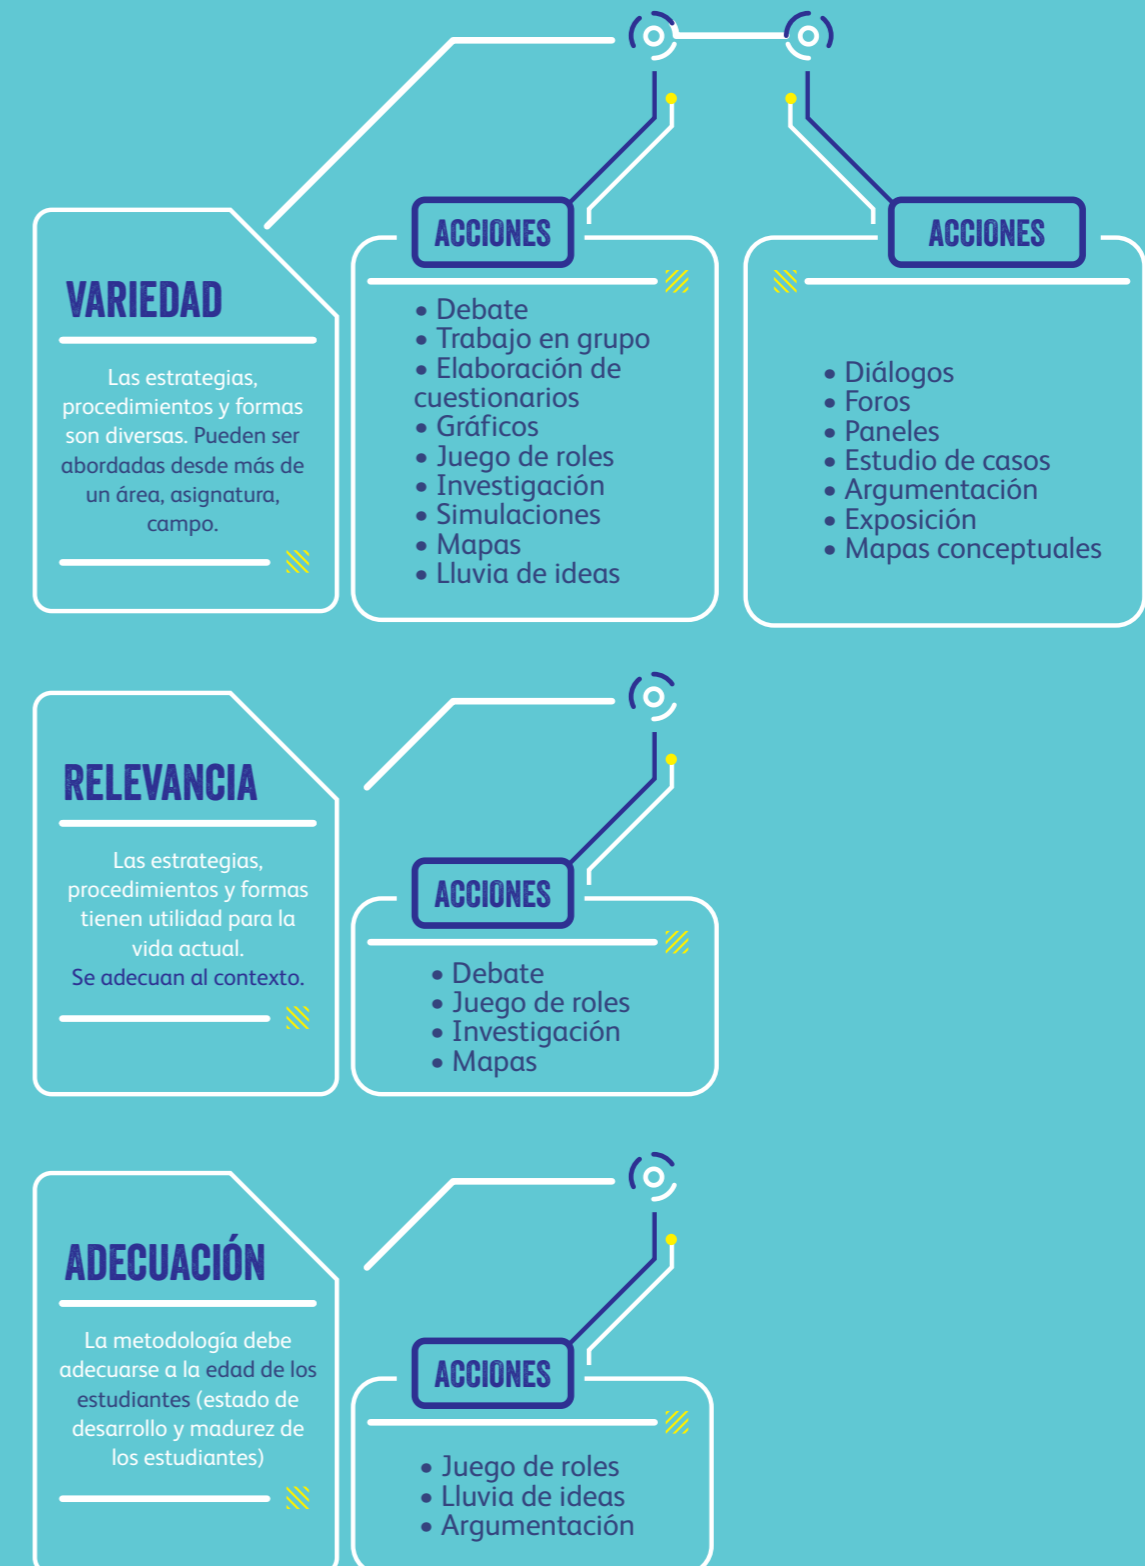 VARIEDAD
Las estrategias,
procedimientos y formas
son diversas. Pueden ser
abordadas desde más de
un área, asignatura,
campo.
ACCIONES
• Debate
• Trabajo en grupo
• Elaboración de
cuestionarios
• Gráficos
• Juego de roles
• Investigación
• Simulaciones
• Mapas
• Lluvia de ideas
ACCIONES
• Diálogos
• Foros
• Paneles
• Estudio de casos
• Argumentación
• Exposición
• Mapas conceptuales
RELEVANCIA
Las estrategias,
procedimientos y formas
tienen utilidad para la
vida actual.
Se adecuan al contexto.
ACCIONES
• Debate
• Juego de roles
• Investigación
• Mapas
ADECUACIÓN
La metodología debe
adecuarse a la edad de los
estudiantes (estado de
desarrollo y madurez de
los estudiantes)
ACCIONES
• Juego de roles
• Lluvia de ideas
• Argumentación